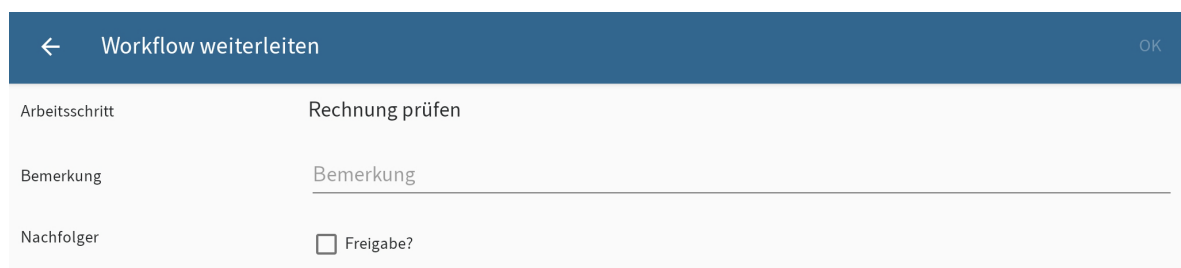 Workflow weiterleiten OK
Arbeitsschritt Rechnung prüfen
Bemerkung Bemerkung
Nachfolger Freigabe?